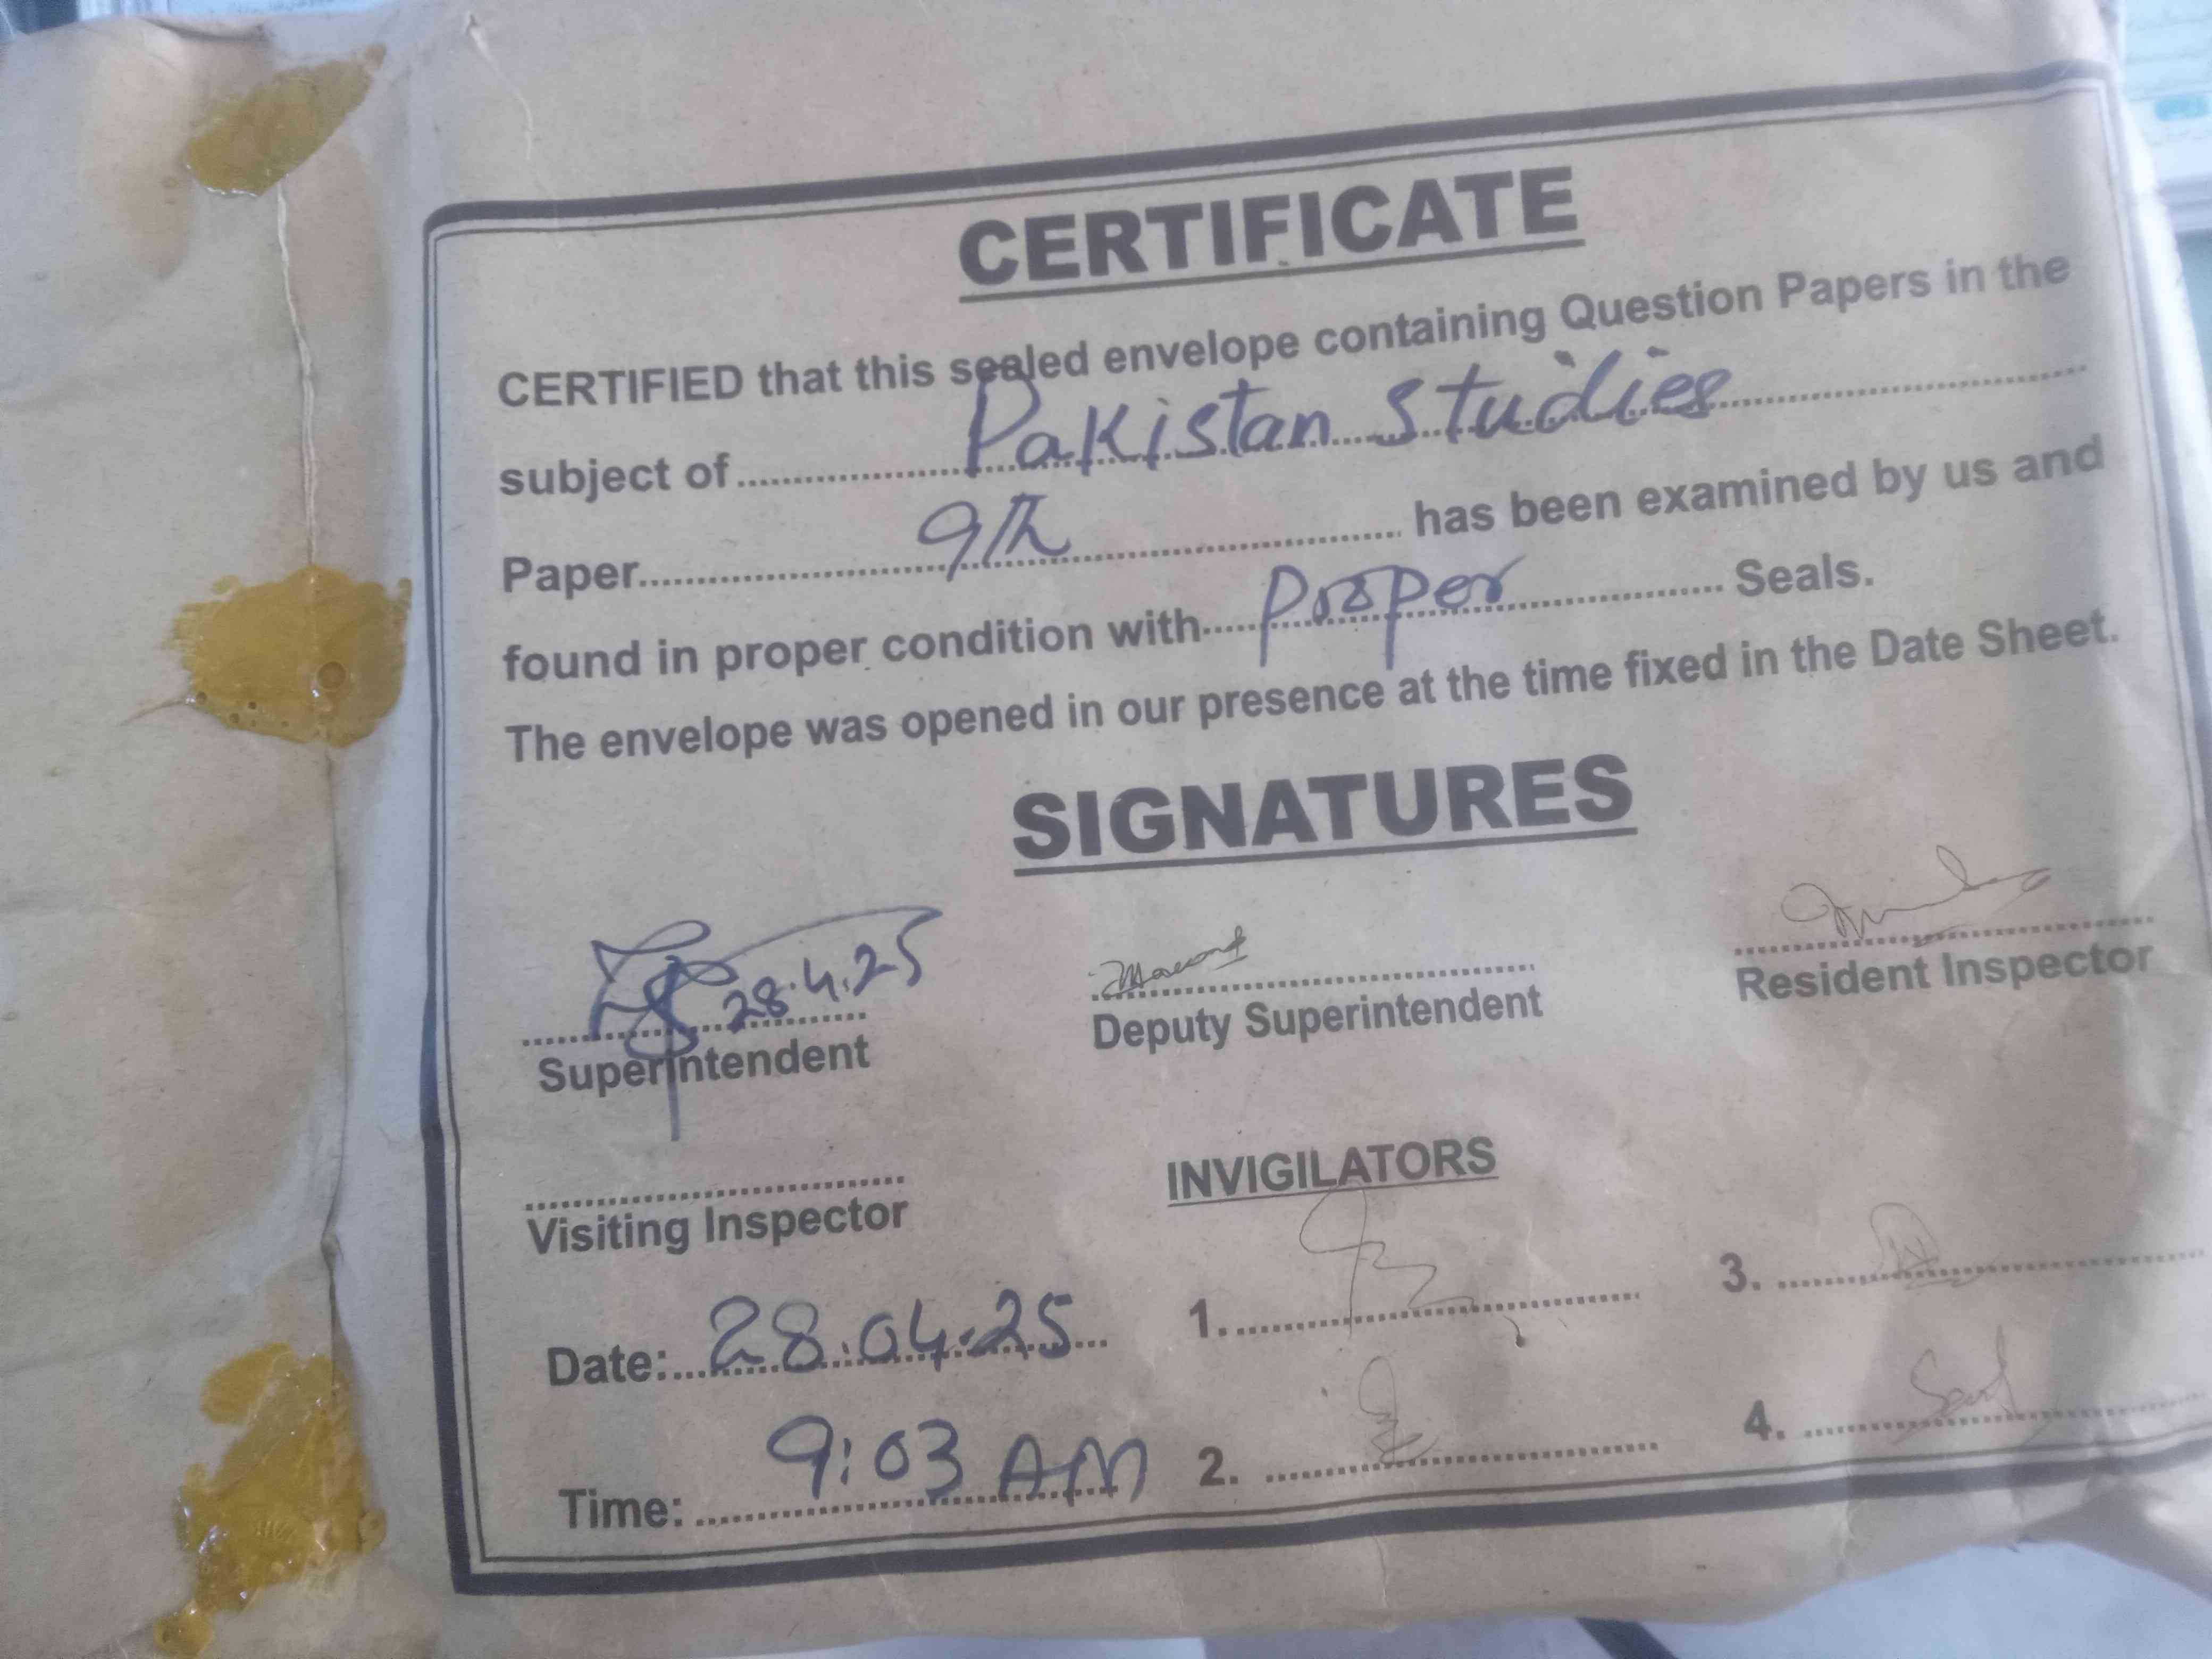 CERTIFICATE
CERTIFIED that this sealed envelope containing Question Papers in the
subject of Pakistan Studies
Paper 9th has been examined by us and
found in proper condition with Proper Seals.
The envelope was opened in our presence at the time fixed in the Date Sheet.
SIGNATURES
28.4.25
Superintendent
Deputy Superintendent
Resident Inspector
Visiting Inspector
INVIGILATORS
Date: 28.04.25
1.
3.
Time: 9:03 AM
2.
4.